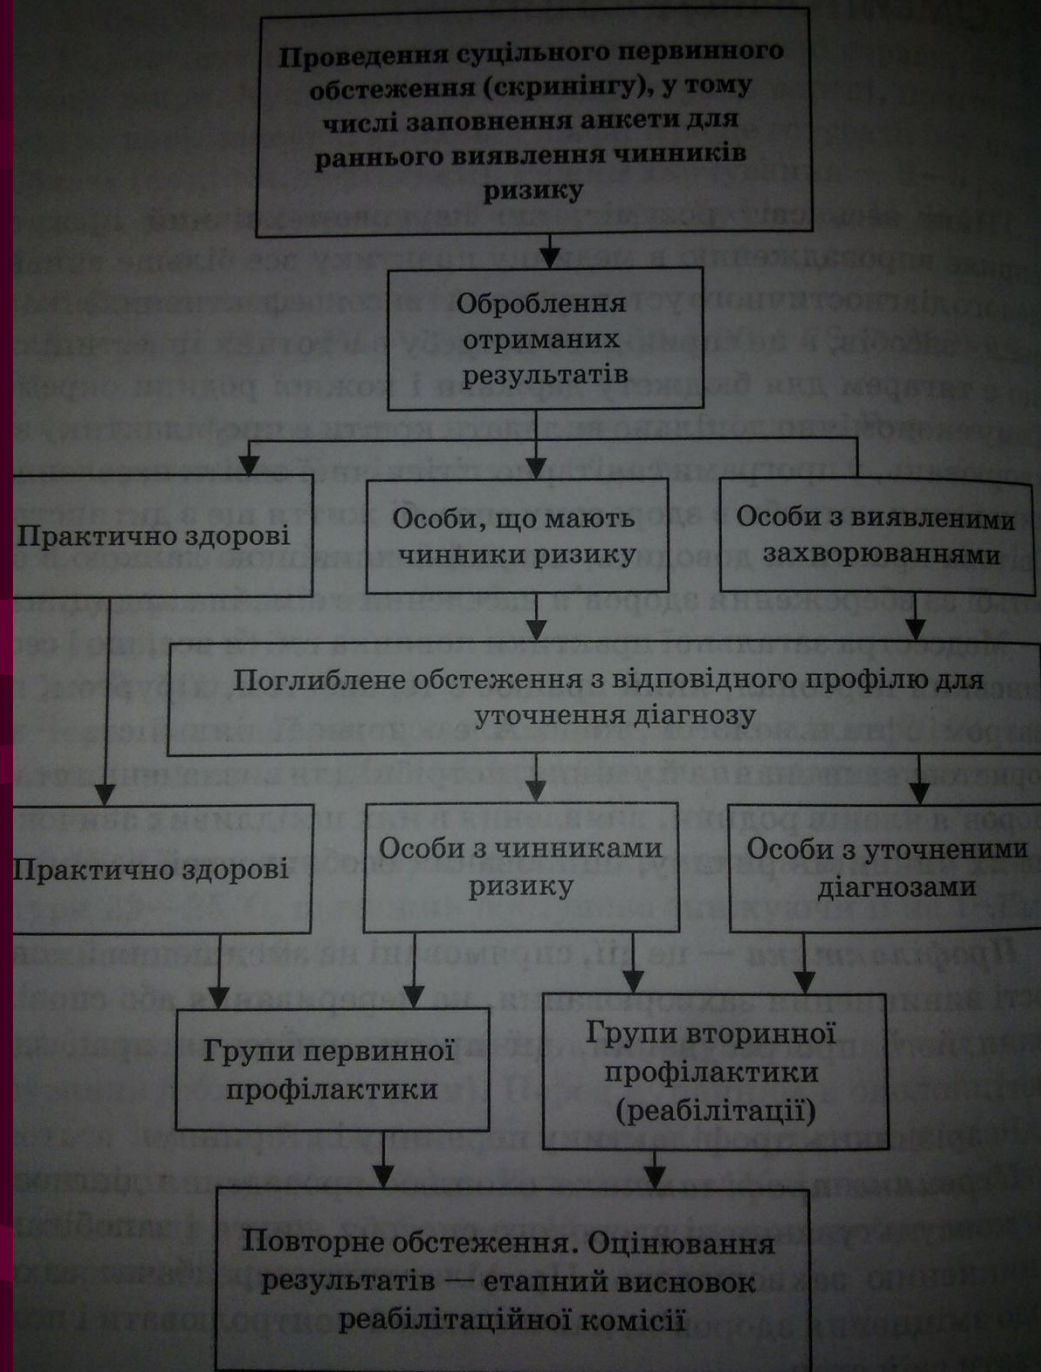 Проведення суцільного первинного
обстеження (скринінгу), у тому
числі заповнення анкети для
раннього виявлення чинників
ризику
Оброблення
отриманих
результатів
Практично здорові
Особи, що мають
чинники ризику
Особи з виявленими
захворюваннями
Поглиблене обстеження з відповідного профілю для
уточнення діагнозу
Практично здорові
Особи з чинниками
ризику
Особи з уточненими
діагнозами
Групи первинної
профілактики
Групи вторинної
профілактики
(реабілітації)
Повторне обстеження. Оцінювання
результатів — етапний висновок
реабілітаційної комісії